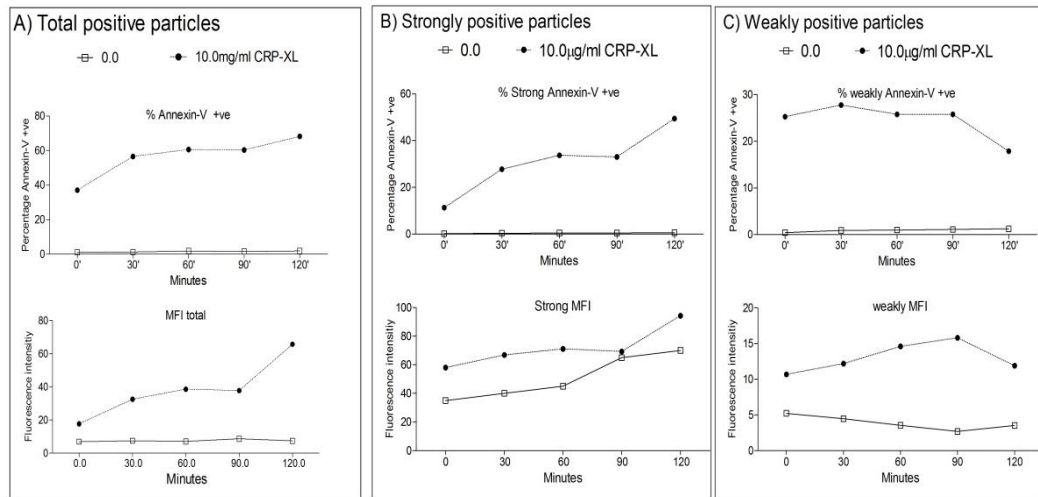 A) Total positive particles
0.0 10.0mg/ml CRP-XL
% Annexin-V +ve
Percentage Annexin-V +ve
80
60
40
20
0
0' 30' 60' 90' 120'
Minutes
MFI total
Fluorescence intensitiy
80
60
40
20
0
0.0 30.0 60.0 90.0 120.0
Minutes
B) Strongly positive particles
0.0 10.0µg/ml CRP-XL
% Strong Annexin-V +ve
Percentage Annexin-V +ve
60
40
20
0
0' 30' 60' 90' 120'
Minutes
Strong MFI
Fluorescence intensitiy
100
80
60
40
20
0
0 30 60 90 120
Minutes
C) Weakly positive particles
0.0 10.0µg/ml CRP-XL
% weakly Annexin-V +ve
Percentage Annexin-V +ve
30
20
10
0
0' 30' 60' 90' 120'
Minutes
weakly MFI
Fluorescence intensitiy
20
15
10
5
0
0 30 60 90 120
Minutes